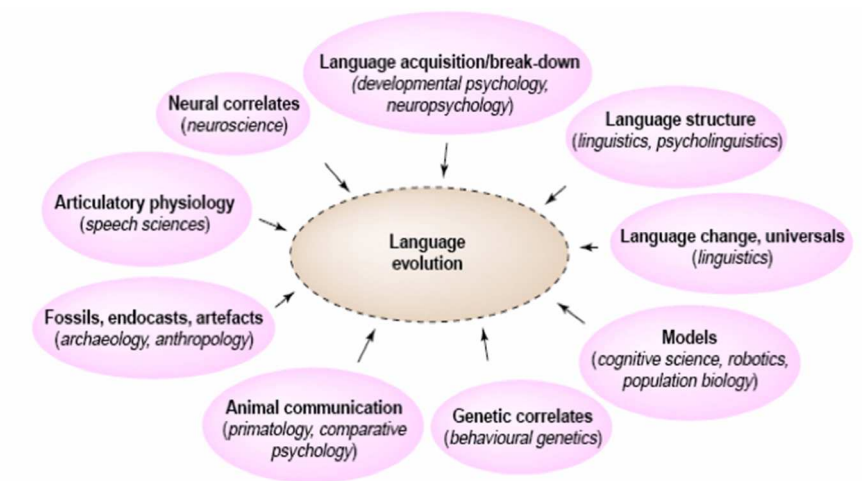 Language acquisition/break-down
(developmental psychology,
neuropsychology)
Neural correlates
(neuroscience)
Language structure
(linguistics, psycholinguistics)
Articulatory physiology
(speech sciences)
Language
evolution
Language change, universals
(linguistics)
Fossils, endocasts, artefacts
(archaeology, anthropology)
Models
(cognitive science, robotics,
population biology)
Animal communication
(primatology, comparative
psychology)
Genetic correlates
(behavioural genetics)